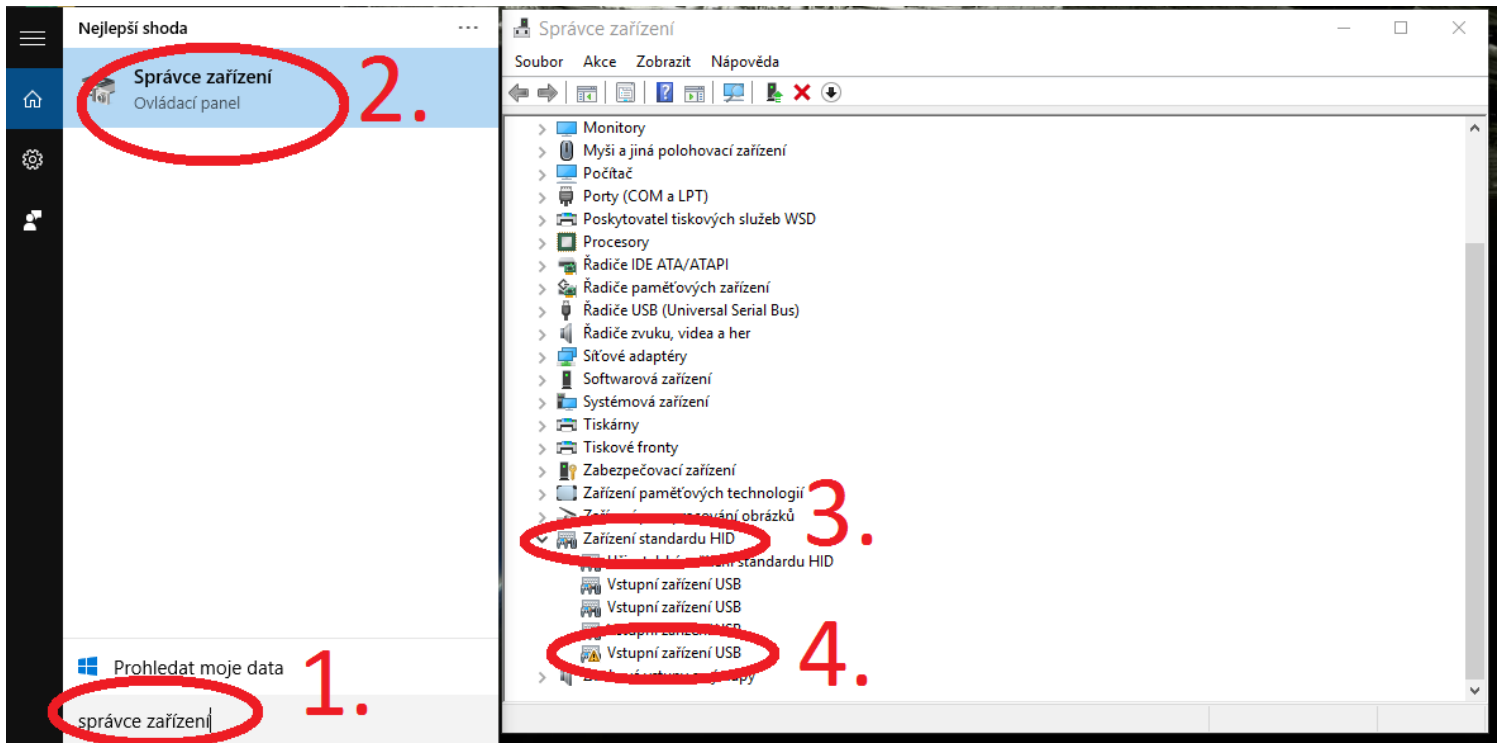 Nejlepší shoda
...
Správce zařízení
Ovládací panel
2.
Prohledat moje data
1.
správce zařízení
Správce zařízení
Soubor Akce Zobrazit Nápověda
Monitory
Myši a jiná polohovací zařízení
Počítač
Porty (COM a LPT)
Poskytovatel tiskových služeb WSD
Procesory
Řadiče IDE ATA/ATAPI
Řadiče paměťových zařízení
Řadiče USB (Universal Serial Bus)
Řadiče zvuku, videa a her
Síťové adaptéry
Softwarová zařízení
Systémová zařízení
Tiskárny
Tiskové fronty
Zabezpečovací zařízení
Zařízení paměťových technologií
3.
obrázků
Zařízení standardu HID
standardu HID
Vstupní zařízení USB
Vstupní zařízení USB
Vstupní zařízení USB
Vstupní zařízení USB
4.